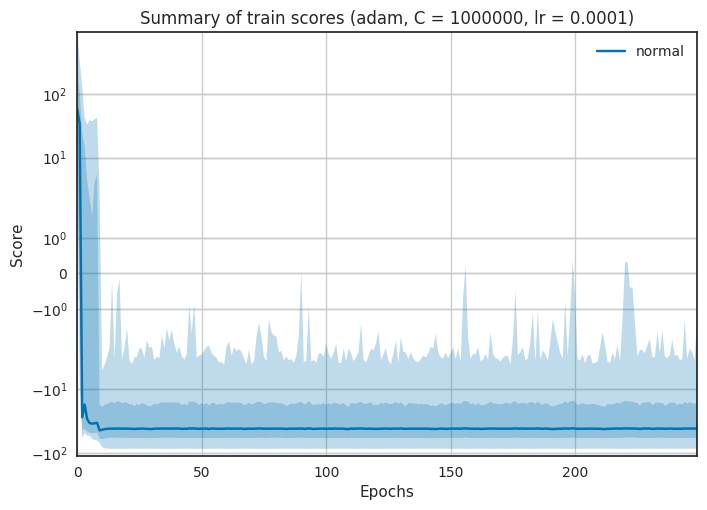 Summary of train scores (adam, C = 1000000, lr = 0.0001)
normal
Score
10²
10¹
10⁰
0
−10⁰
−10¹
−10²
0 50 100 150 200
Epochs